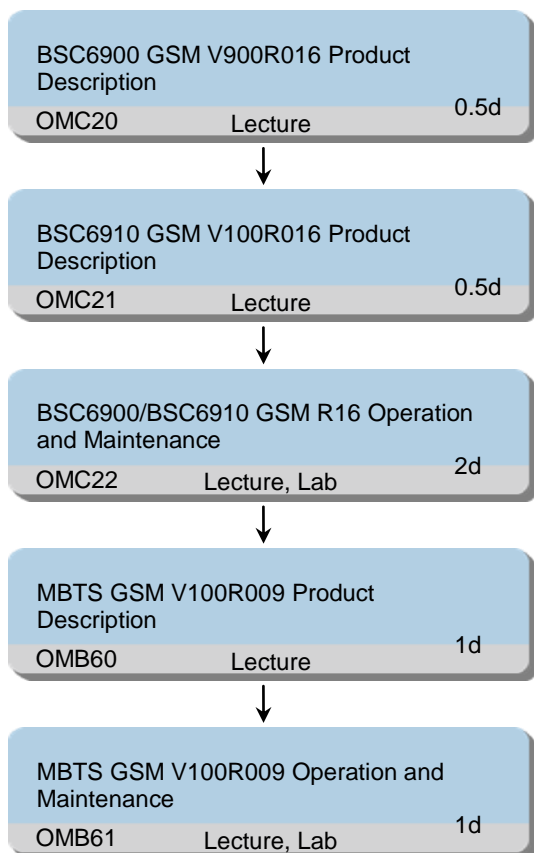 BSC6900 GSM V900R016 Product
Description
0.5d
OMC20 Lecture
BSC6910 GSM V100R016 Product
Description
0.5d
OMC21 Lecture
BSC6900/BSC6910 GSM R16 Operation
and Maintenance
2d
OMC22 Lecture, Lab
MBTS GSM V100R009 Product
Description
1d
OMB60 Lecture
MBTS GSM V100R009 Operation and
Maintenance
1d
OMB61 Lecture, Lab